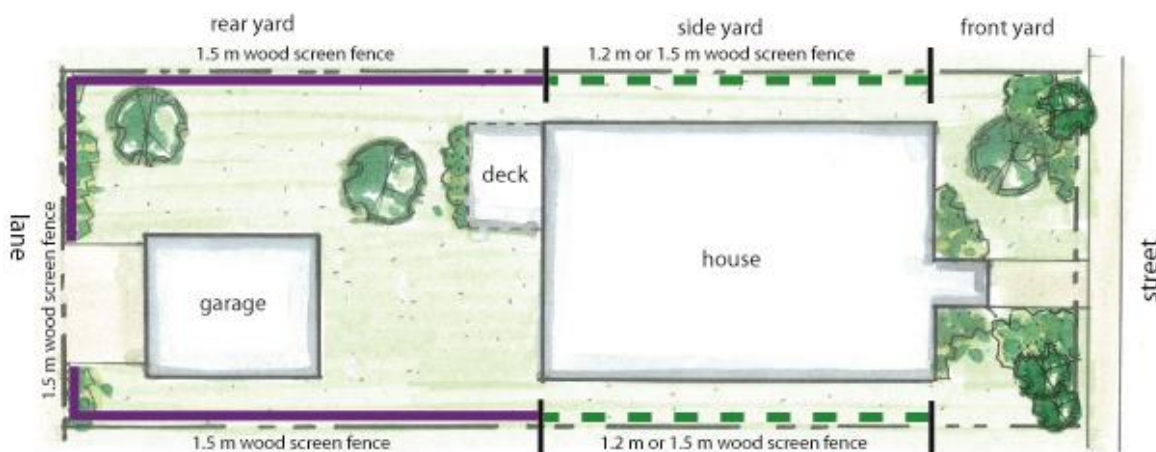 rear yard
side yard
front yard
1.5 m wood screen fence
1.2 m or 1.5 m wood screen fence
deck
lane
1.5 m wood screen fence
garage
house
street
1.5 m wood screen fence
1.2 m or 1.5 m wood screen fence